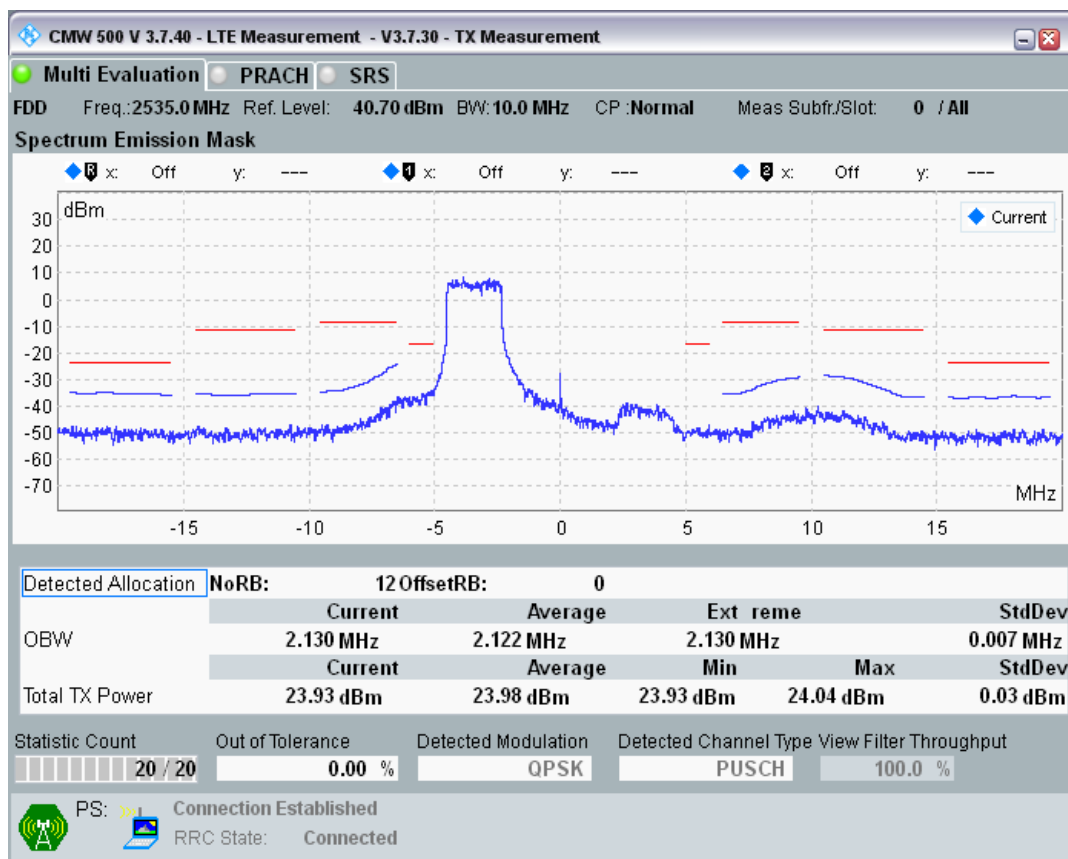 CMW 500 V 3.7.40 - LTE Measurement - V3.7.30 - TX Measurement
Multi Evaluation PRACH SRS
FDD Freq.:2535.0 MHz Ref. Level: 40.70 dBm BW: 10.0 MHz CP :Normal Meas Subfr./Slot: 0 / All
Spectrum Emission Mask
R x: Off y: --- 1 x: Off y: --- 2 x: Off y: ---
dBm
Current
30
20
10
0
-10
-20
-30
-40
-50
-60
-70
MHz
-15 -10 -5 0 5 10 15
Detected Allocation NoRB: 12 OffsetRB: 0
Current Average Ext reme StdDev
OBW 2.130 MHz 2.122 MHz 2.130 MHz 0.007 MHz
Current Average Min Max StdDev
Total TX Power 23.93 dBm 23.98 dBm 23.93 dBm 24.04 dBm 0.03 dBm
Statistic Count Out of Tolerance Detected Modulation Detected Channel Type View Filter Throughput
20 / 20 0.00 % QPSK PUSCH 100.0 %
PS: Connection Established
RRC State: Connected